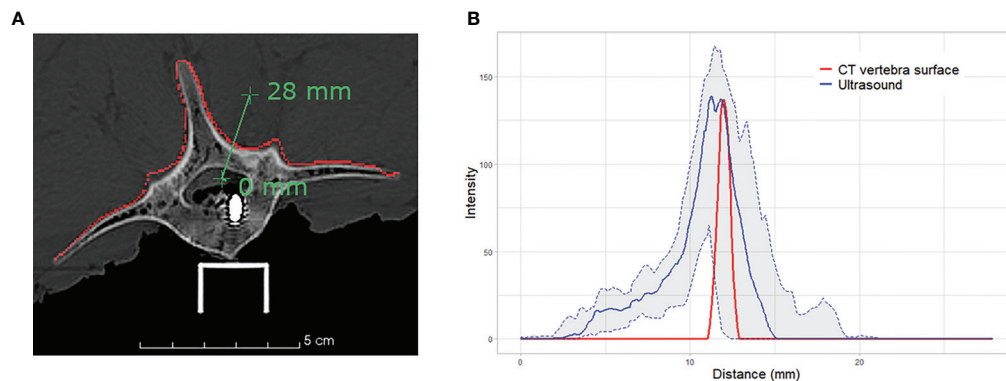 A
28 mm
0 mm
5 cm
B
CT vertebra surface
Ultrasound
150
100
50
0
Intensity
0
10
20
Distance (mm)